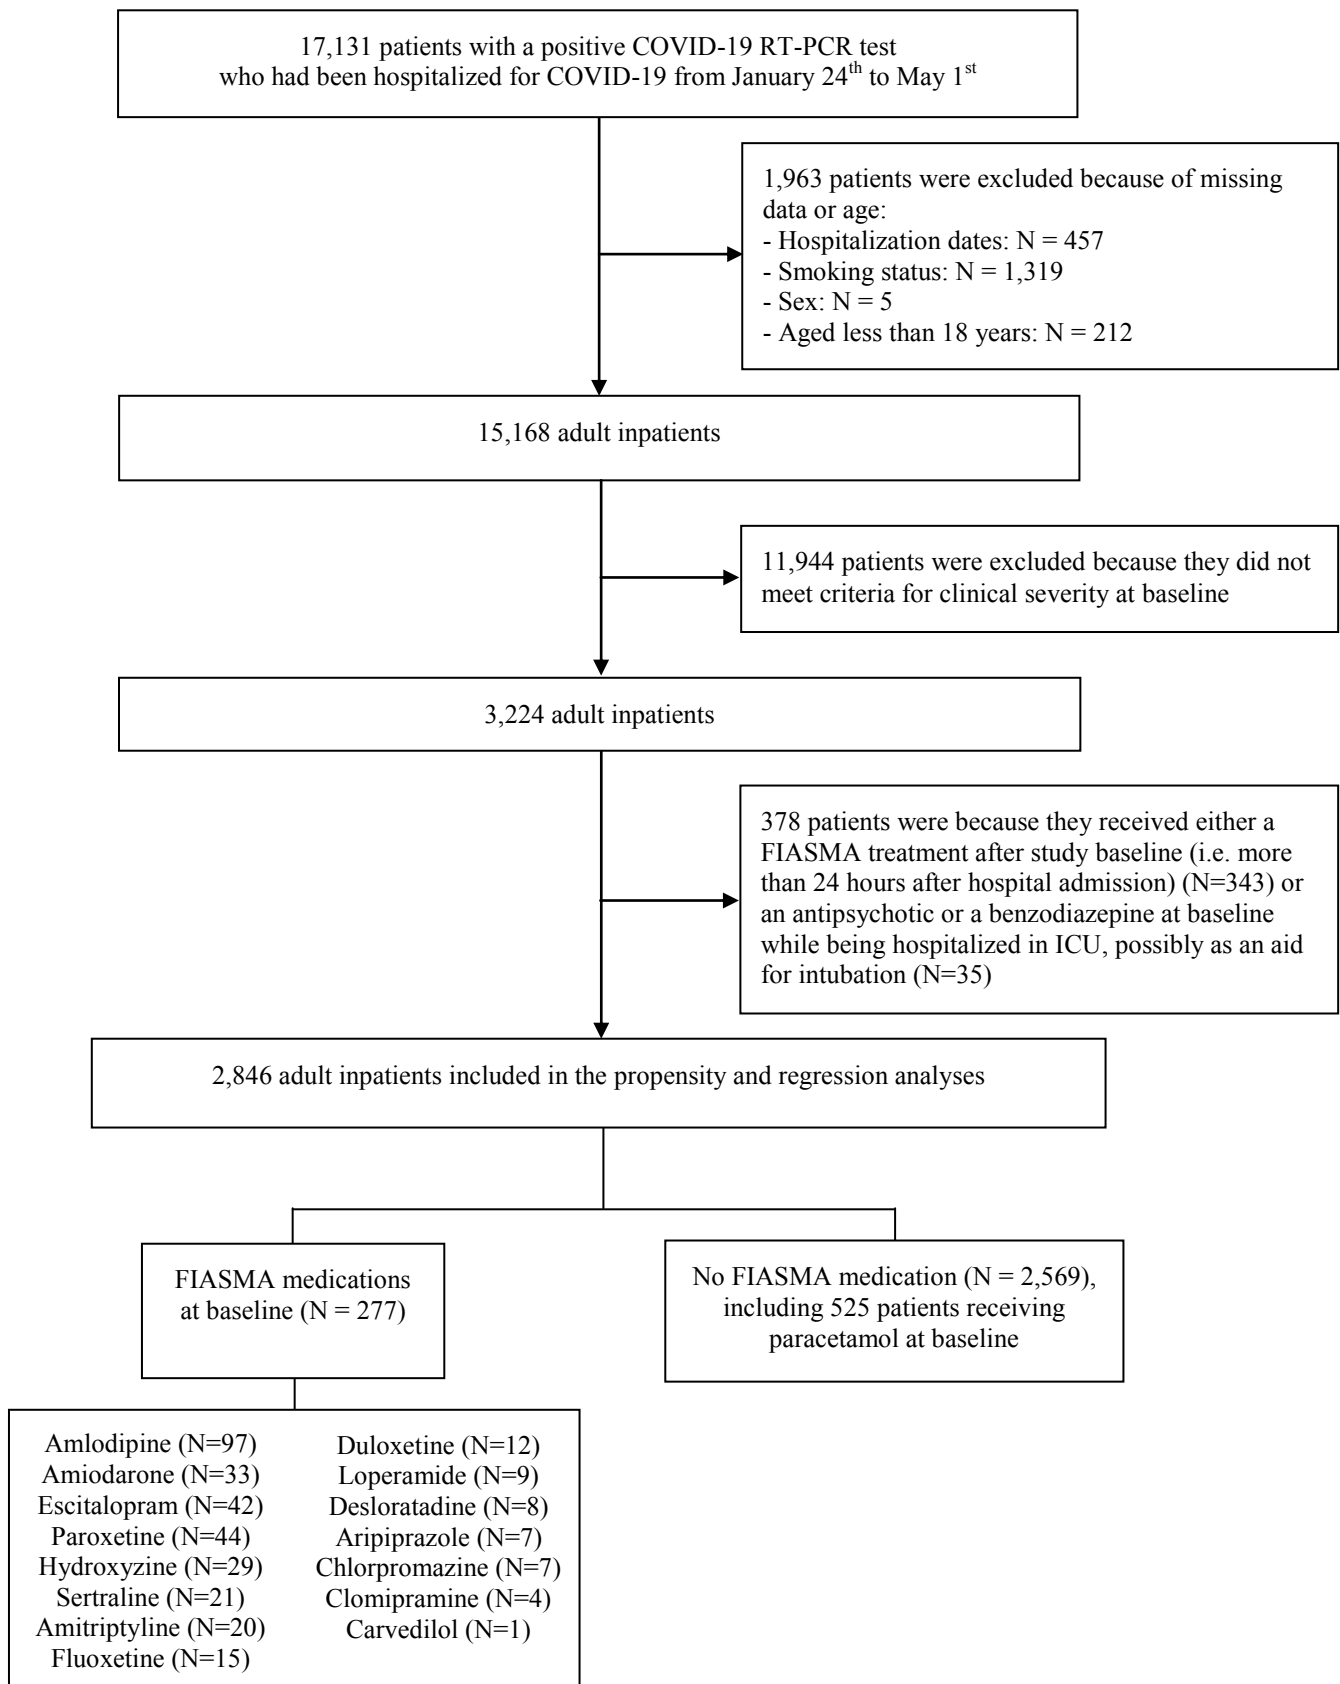 17,131 patients with a positive COVID-19 RT-PCR test
who had been hospitalized for COVID-19 from January 24th to May 1st
1,963 patients were excluded because of missing
data or age:
- Hospitalization dates: N = 457
- Smoking status: N = 1,319
- Sex: N = 5
- Aged less than 18 years: N = 212
15,168 adult inpatients
11,944 patients were excluded because they did not
meet criteria for clinical severity at baseline
3,224 adult inpatients
378 patients were because they received either a
FIASMA treatment after study baseline (i.e. more
than 24 hours after hospital admission) (N=343) or
an antipsychotic or a benzodiazepine at baseline
while being hospitalized in ICU, possibly as an aid
for intubation (N=35)
2,846 adult inpatients included in the propensity and regression analyses
FIASMA medications
at baseline (N = 277)
No FIASMA medication (N = 2,569),
including 525 patients receiving
paracetamol at baseline
Amlodipine (N=97)
Amiodarone (N=33)
Escitalopram (N=42)
Paroxetine (N=44)
Hydroxyzine (N=29)
Sertraline (N=21)
Amitriptyline (N=20)
Fluoxetine (N=15)
Duloxetine (N=12)
Loperamide (N=9)
Desloratadine (N=8)
Aripiprazole (N=7)
Chlorpromazine (N=7)
Clomipramine (N=4)
Carvedilol (N=1)